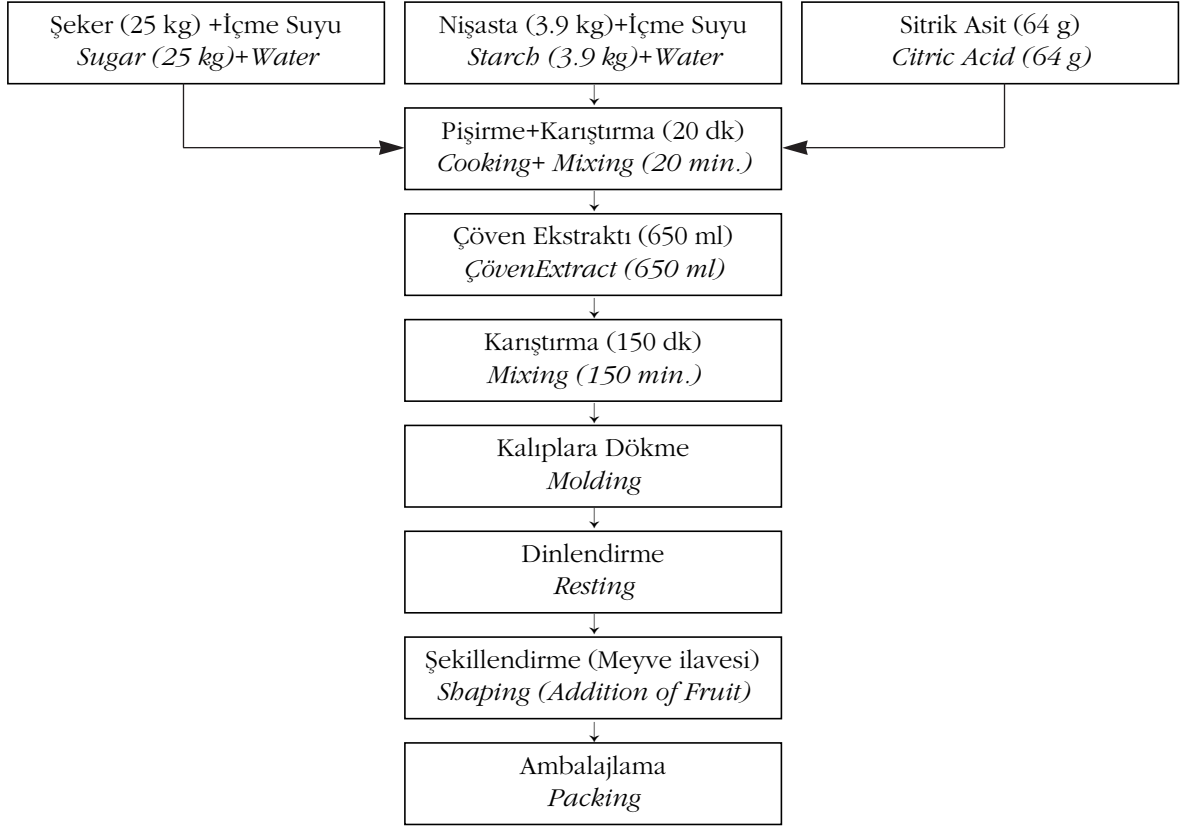 Şeker (25 kg) +İçme Suyu
Sugar (25 kg)+Water
Nişasta (3.9 kg)+İçme Suyu
Starch (3.9 kg)+Water
Sitrik Asit (64 g)
Citric Acid (64 g)
Pişirme+Karıştırma (20 dk)
Cooking+ Mixing (20 min.)
Çöven Ekstraktı (650 ml)
ÇövenExtract (650 ml)
Karıştırma (150 dk)
Mixing (150 min.)
Kalıplara Dökme
Molding
Dinlendirme
Resting
Şekillendirme (Meyve ilavesi)
Shaping (Addition of Fruit)
Ambalajlama
Packing